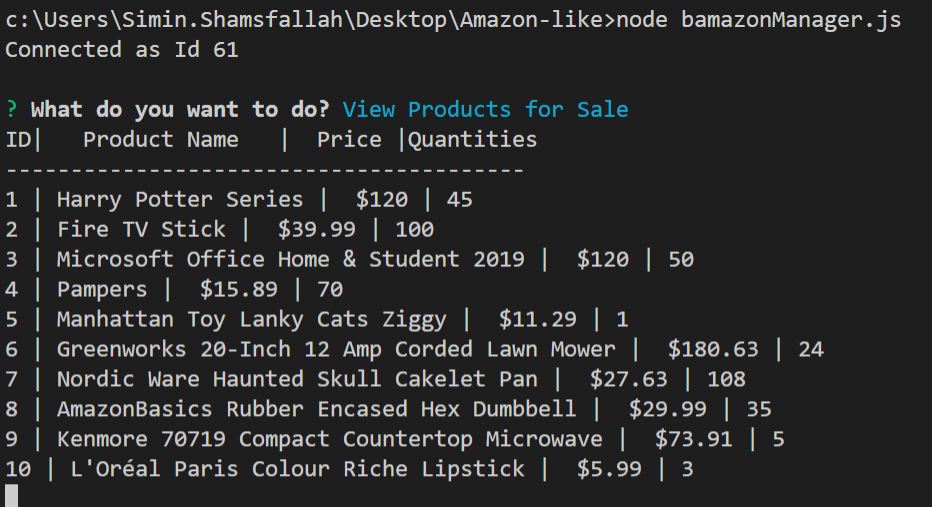 c:\Users\Simin.Shamsfallah\Desktop\Amazon-like>node bamazonManager.js
Connected as Id 61
? What do you want to do? View Products for Sale
ID|   Product Name   |  Price |Quantities
----------------------------------------
1 | Harry Potter Series |  $120 | 45
2 | Fire TV Stick |  $39.99 | 100
3 | Microsoft Office Home & Student 2019 |  $120 | 50
4 | Pampers |  $15.89 | 70
5 | Manhattan Toy Lanky Cats Ziggy |  $11.29 | 1
6 | Greenworks 20-Inch 12 Amp Corded Lawn Mower |  $180.63 | 24
7 | Nordic Ware Haunted Skull Cakelet Pan |  $27.63 | 108
8 | AmazonBasics Rubber Encased Hex Dumbbell |  $29.99 | 35
9 | Kenmore 70719 Compact Countertop Microwave |  $73.91 | 5
10 | L'Oréal Paris Colour Riche Lipstick |  $5.99 | 3